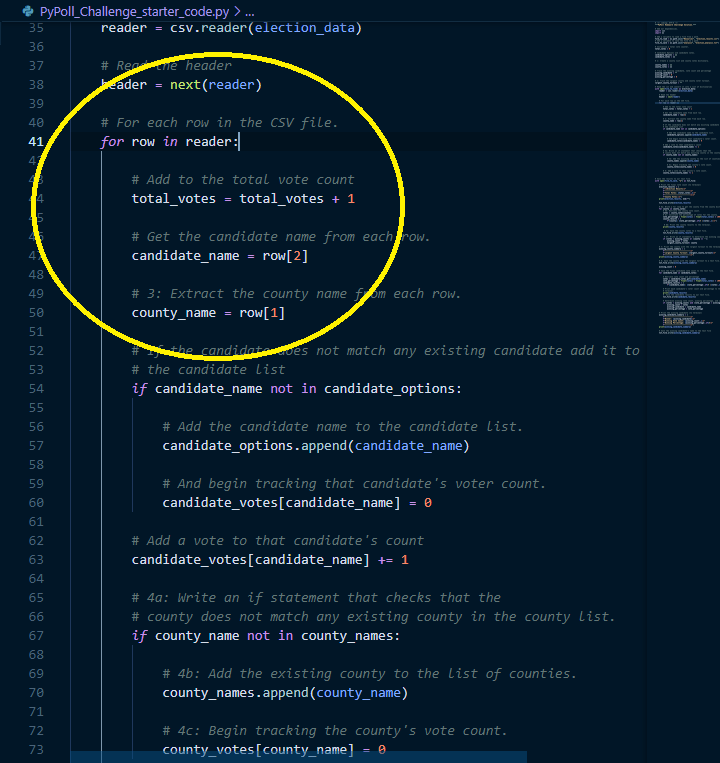 PyPoll_Challenge_starter_code.py > ...
35 reader = csv.reader(election_data)
36
37 # Read the header
38 header = next(reader)
39
40 # For each row in the CSV file.
41 for row in reader:
42
43 # Add to the total vote count
44 total_votes = total_votes + 1
45
46 # Get the candidate name from each row.
47 candidate_name = row[2]
48
49 # 3: Extract the county name from each row.
50 county_name = row[1]
51
52 # If the candidate does not match any existing candidate add it to
53 # the candidate list
54 if candidate_name not in candidate_options:
55
56 # Add the candidate name to the candidate list.
57 candidate_options.append(candidate_name)
58
59 # And begin tracking that candidate's voter count.
60 candidate_votes[candidate_name] = 0
61
62 # Add a vote to that candidate's count
63 candidate_votes[candidate_name] += 1
64
65 # 4a: Write an if statement that checks that the
66 # county does not match any existing county in the county list.
67 if county_name not in county_names:
68
69 # 4b: Add the existing county to the list of counties.
70 county_names.append(county_name)
71
72 # 4c: Begin tracking the county's vote count.
73 county_votes[county_name] = 0